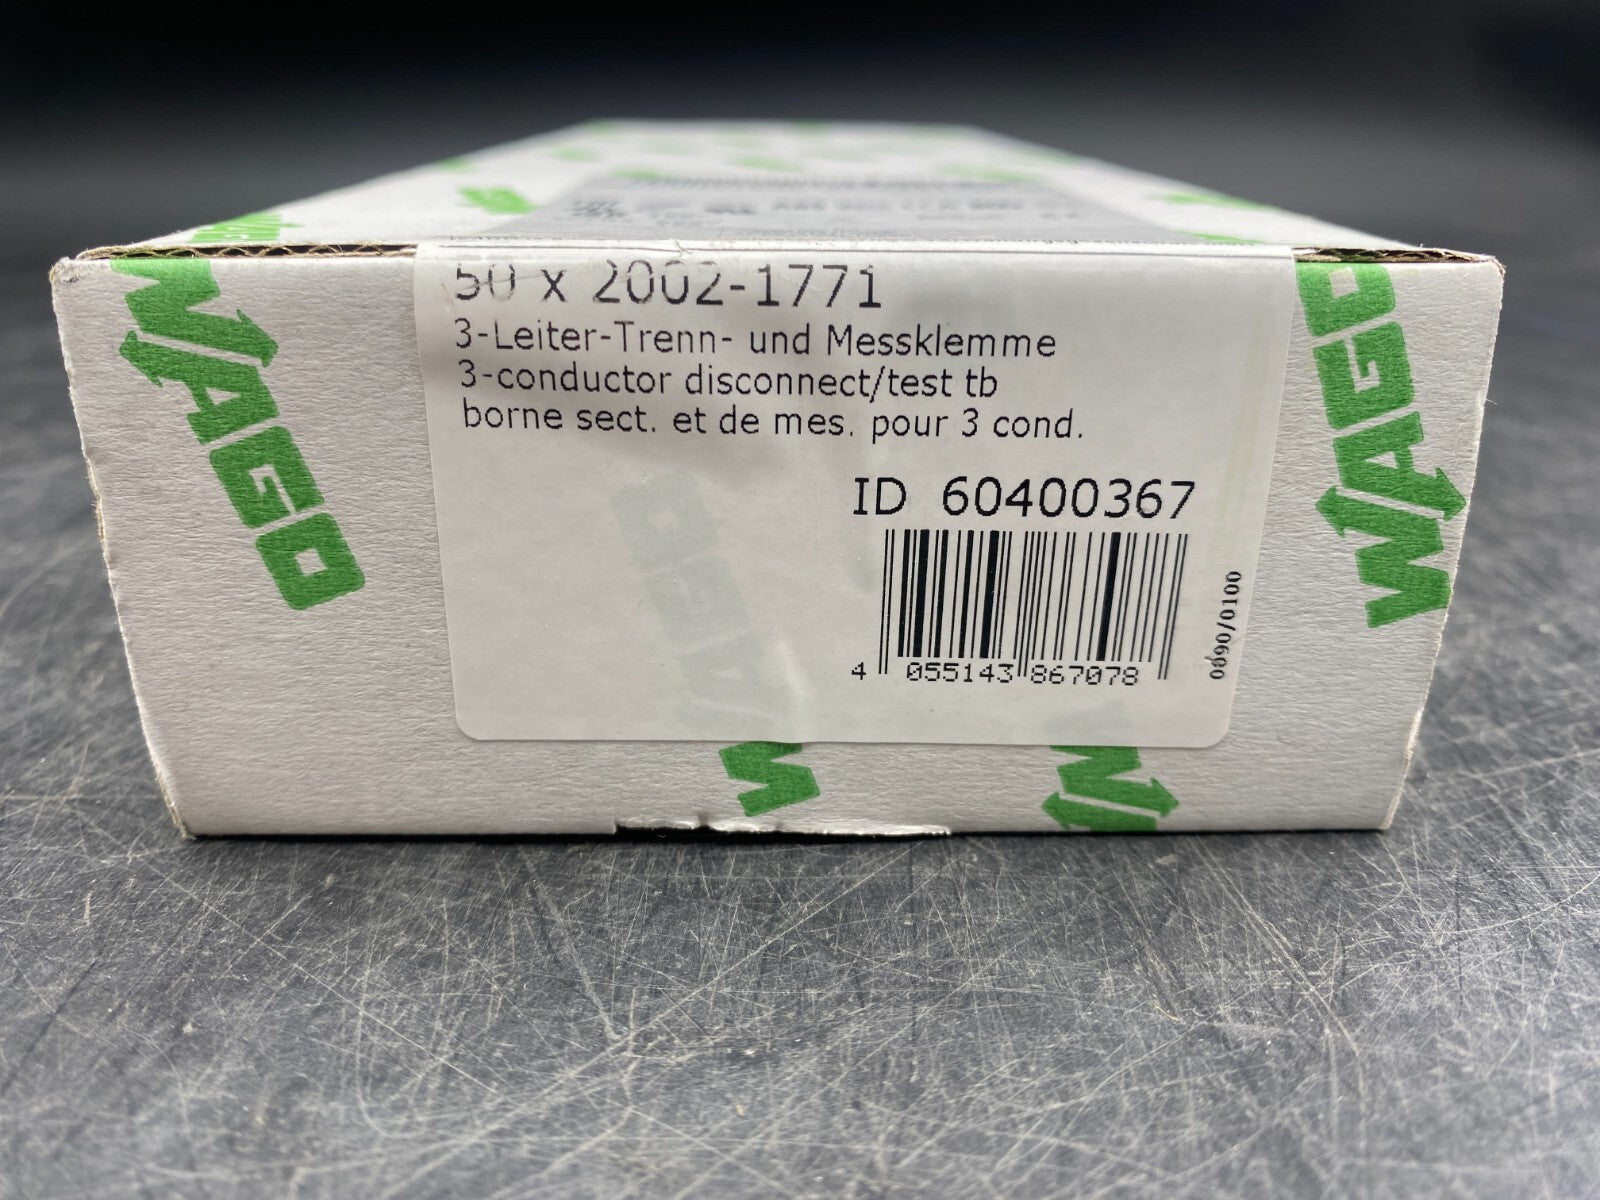 50 x 2002-1771
3-Leiter-Trenn- und Messklemme
3-conductor disconnect/test tb
borne sect. et de mes. pour 3 cond.
ID 60400367
4 055143 867078
0090/0100
WAGO
WAGO